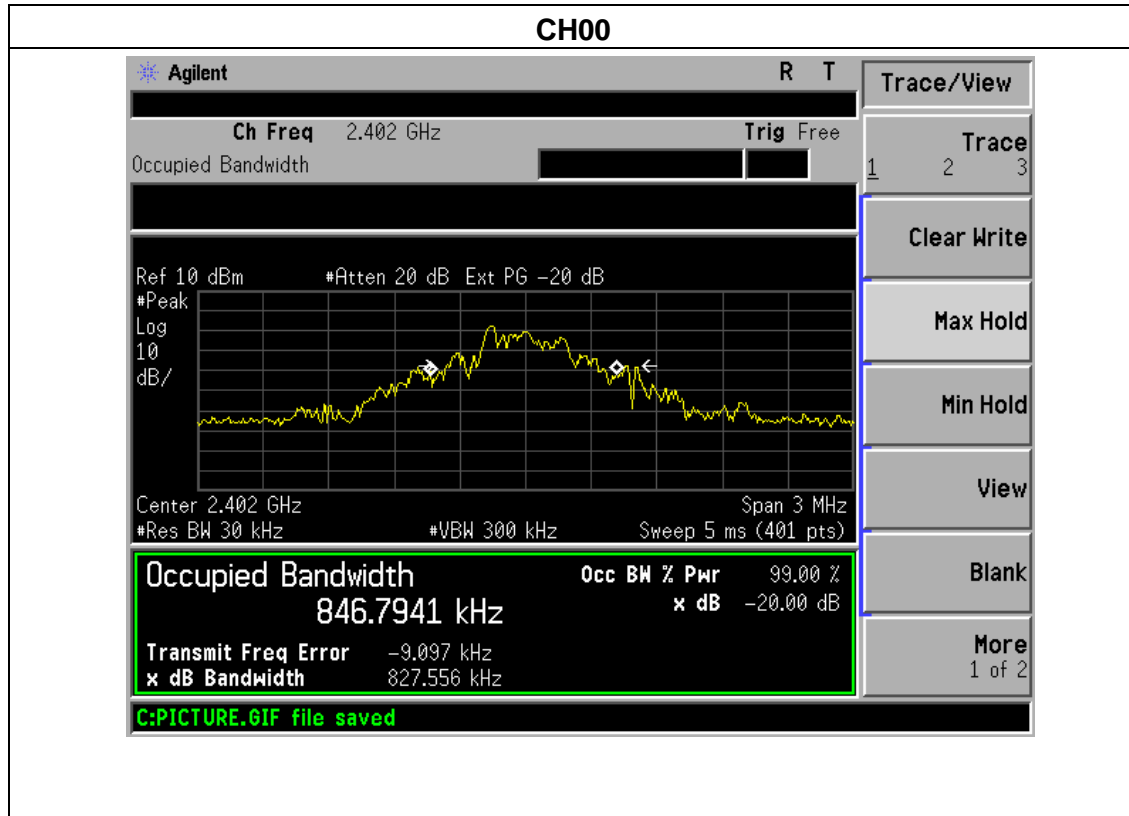 CH00
Agilent R T
Ch Freq 2.402 GHz Trig Free
Occupied Bandwidth
Ref 10 dBm #Atten 20 dB Ext PG -20 dB
#Peak
Log
10
dB/
Center 2.402 GHz Span 3 MHz
#Res BW 30 kHz #VBW 300 kHz Sweep 5 ms (401 pts)
Occupied Bandwidth Occ BW % Pwr 99.00 %
846.7941 kHz x dB -20.00 dB
Transmit Freq Error -9.097 kHz
x dB Bandwidth 827.556 kHz
C:PICTURE.GIF file saved
Trace/View
Trace
1 2 3
Clear Write
Max Hold
Min Hold
View
Blank
More
1 of 2